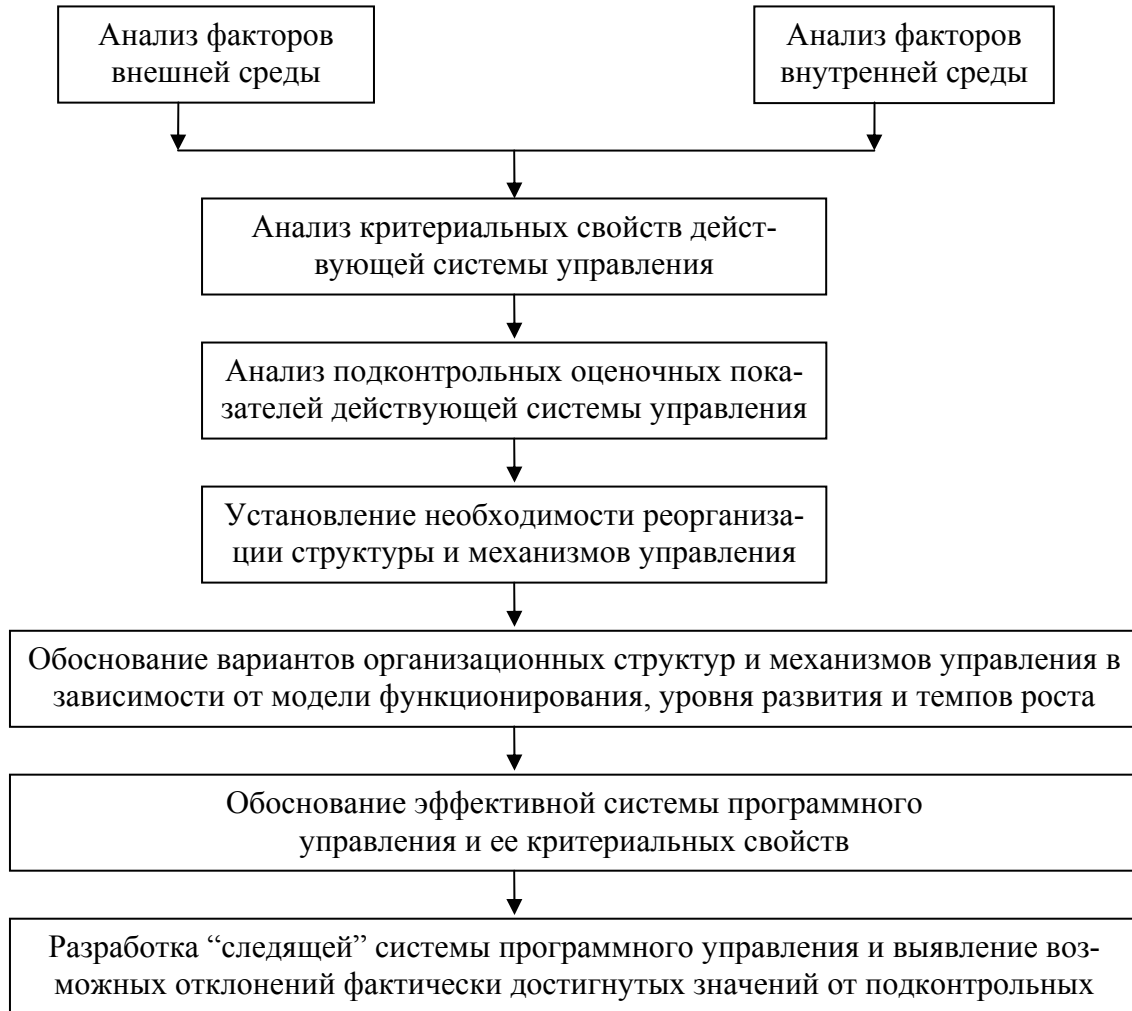 Анализ факторов
внешней среды
Анализ факторов
внутренней среды
Анализ критериальных свойств дейст-
вующей системы управления
Анализ подконтрольных оценочных пока-
зателей действующей системы управления
Установление необходимости реорганиза-
ции структуры и механизмов управления
Обоснование вариантов организационных структур и механизмов управления в
зависимости от модели функционирования, уровня развития и темпов роста
Обоснование эффективной системы программного
управления и ее критериальных свойств
Разработка “следящей” системы программного управления и выявление воз-
можных отклонений фактически достигнутых значений от подконтрольных